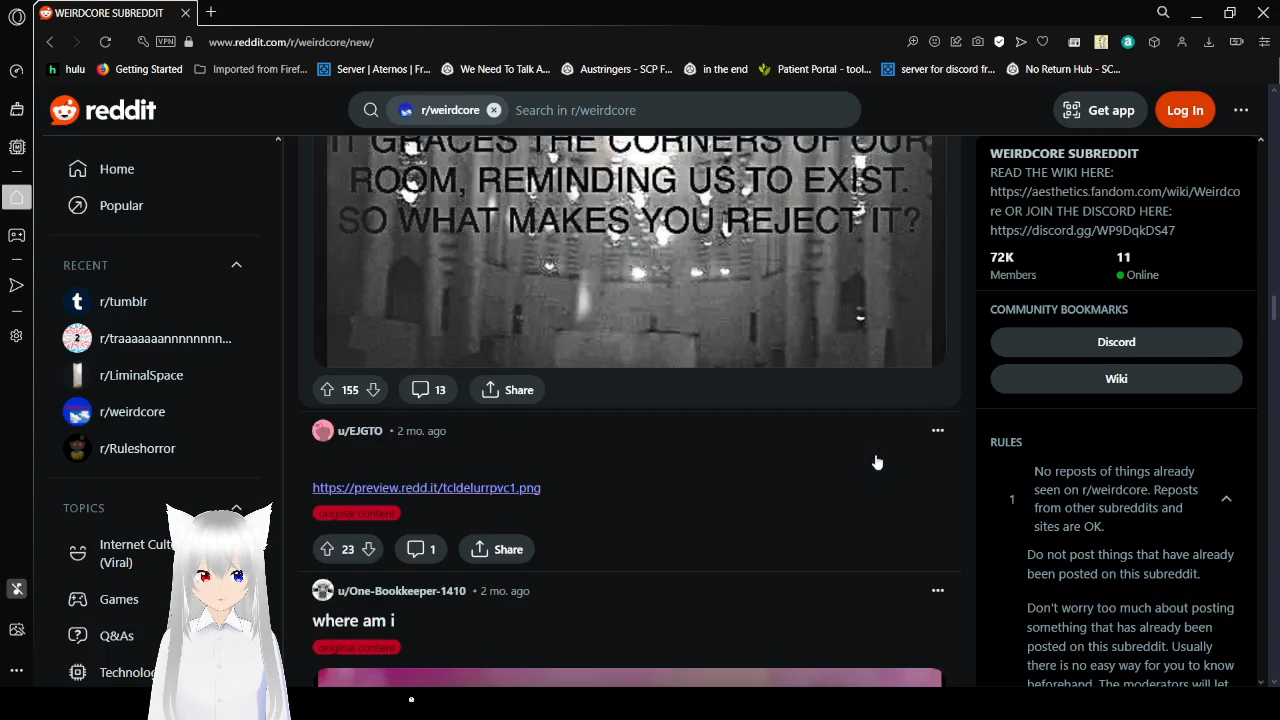 WEIRDCORE SUBREDDIT
VPN
www.reddit.com/r/weirdcore/new/
hulu
Getting Started
Imported from Firef...
Server | Aternos | Fr...
We Need To Talk A...
Austringers - SCP F...
in the end
Patient Portal - tool...
server for discord fr...
No Return Hub - SC...
reddit
r/weirdcore
Search in r/weirdcore
Get app
Log In
Home
Popular
RECENT
r/tumblr
r/traaaaaaannnnnnnn...
r/LiminalSpace
r/weirdcore
r/Ruleshorror
TOPICS
Internet Cult
(Viral)
Games
Q&As
Technolog
IT GRACES THE CORNERS OF OUR
ROOM, REMINDING US TO EXIST.
SO WHAT MAKES YOU REJECT IT?
155
13
Share
u/EJGTO • 2 mo. ago
https://preview.redd.it/tcldelurrpvc1.png
original content
23
1
Share
u/One-Bookkeeper-1410 • 2 mo. ago
where am i
original content
WEIRDCORE SUBREDDIT
READ THE WIKI HERE:
https://aesthetics.fandom.com/wiki/Weirdco
re OR JOIN THE DISCORD HERE:
https://discord.gg/WP9DqkDS47
72K
11
Members
Online
COMMUNITY BOOKMARKS
Discord
Wiki
RULES
1
No reposts of things already
seen on r/weirdcore. Reposts
from other subreddits and
sites are OK.
Do not post things that have already
been posted on this subreddit.
Don't worry too much about posting
something that has already been
posted on this subreddit. Usually
there is no easy way for you to know
beforehand. The moderators will let